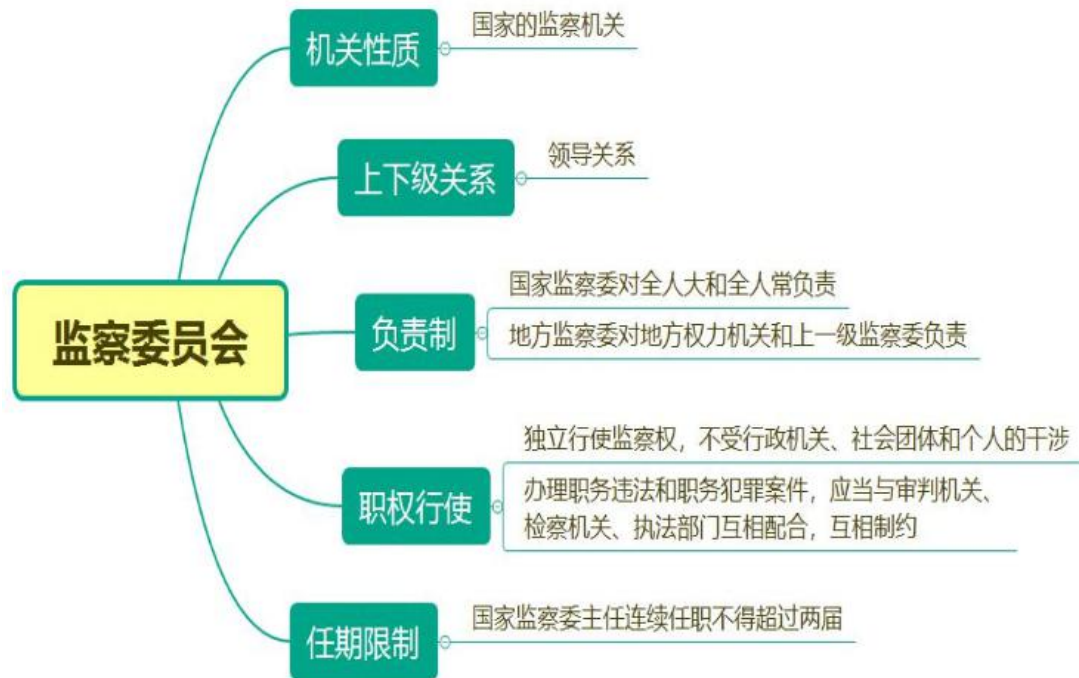 机关性质
国家的监察机关
上下级关系
领导关系
监察委员会
负责制
国家监察委对全人大和全人常负责
地方监察委对地方权力机关和上一级监察委负责
职权行使
独立行使监察权，不受行政机关、社会团体和个人的干涉
办理职务违法和职务犯罪案件，应当与审判机关、
检察机关、执法部门互相配合，互相制约
任期限制
国家监察委主任连续任职不得超过两届